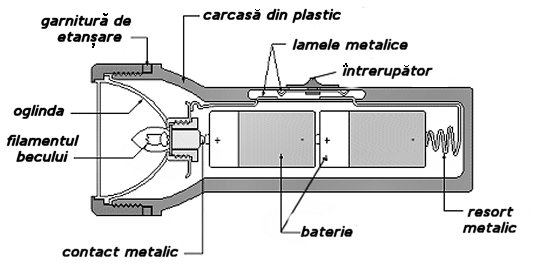 garnitură de
etanșare
carcasă din plastic
lamele metalice
întrerupător
oglinda
filamentul
becului
+ - + -
contact metalic
baterie
resort
metalic